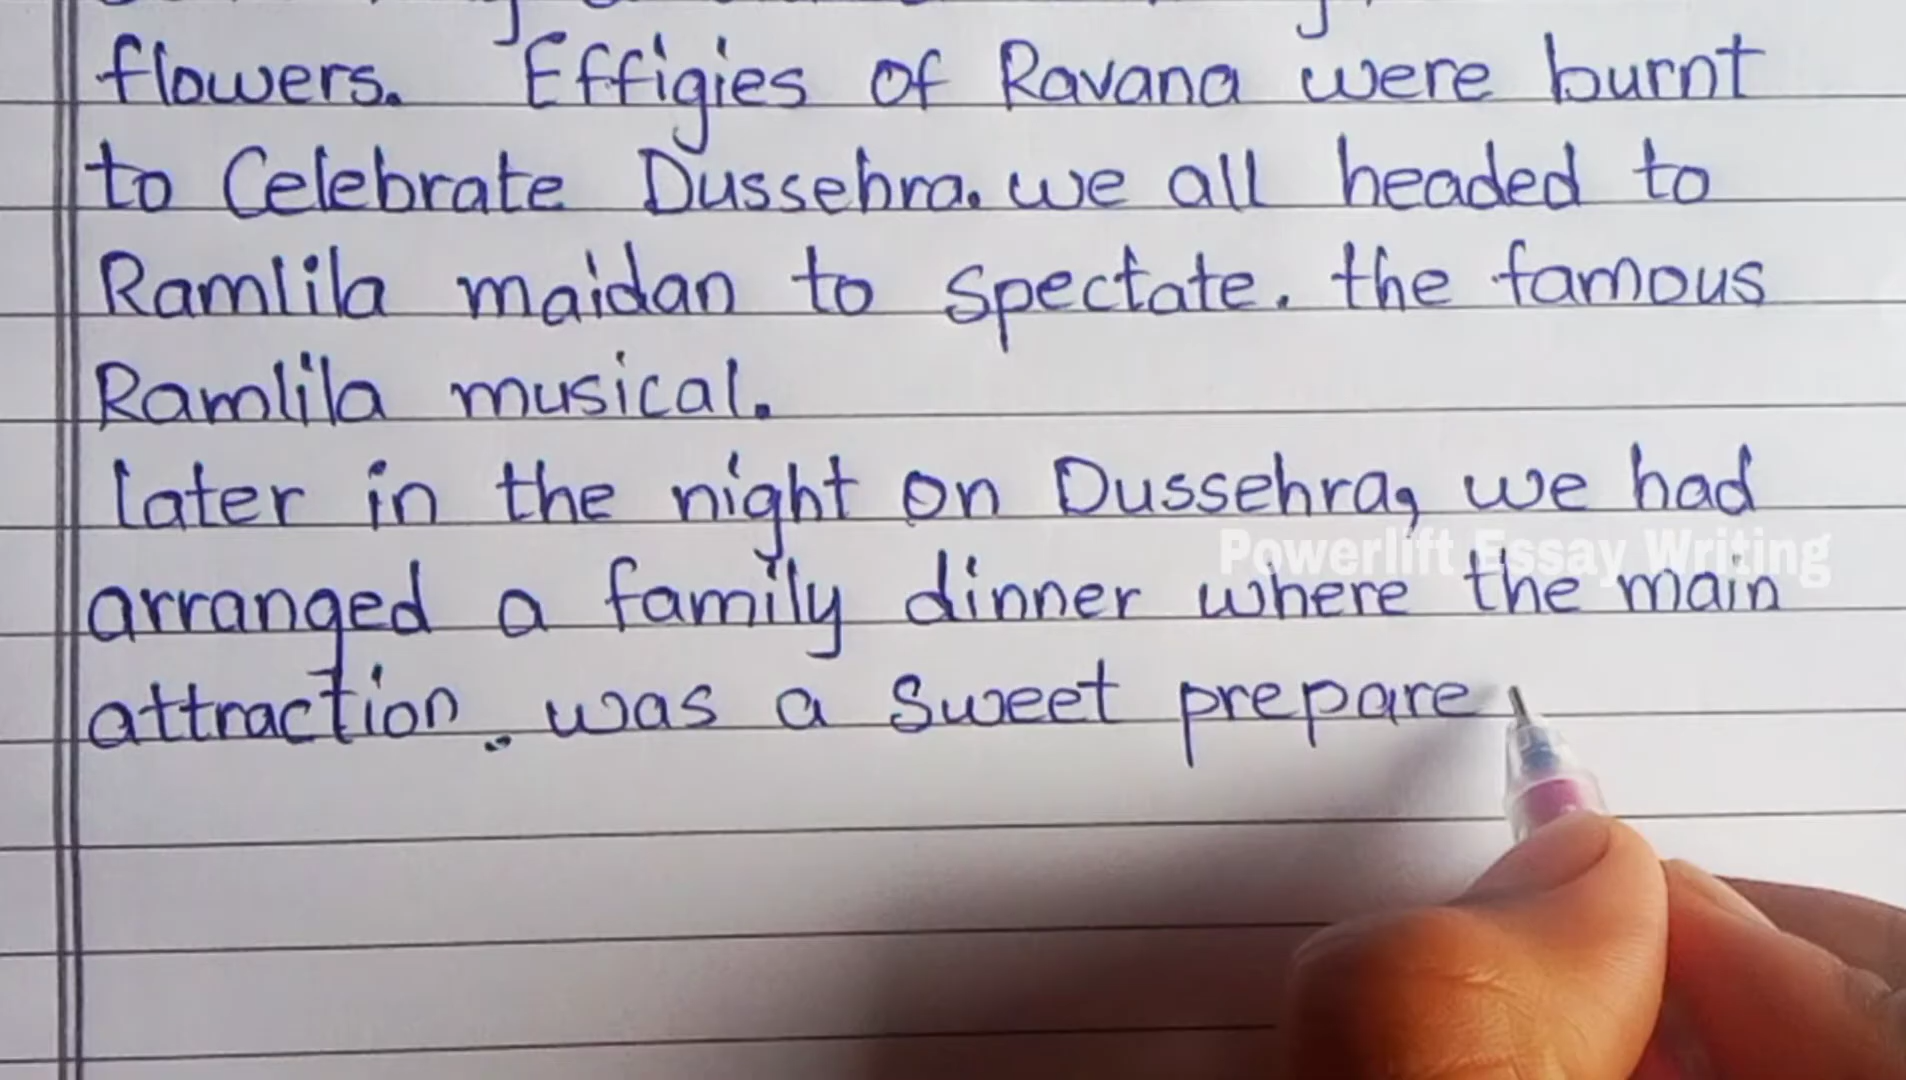 flowers. Effigies of Ravana were burnt
to Celebrate Dussehra. we all headed to
Ramlila maidan to spectate. the famous
Ramlila musical.
later in the night on Dussehra, we had
Powerlift Essay Writing
arranged a family dinner where the main
attraction.. was a sweet prepare